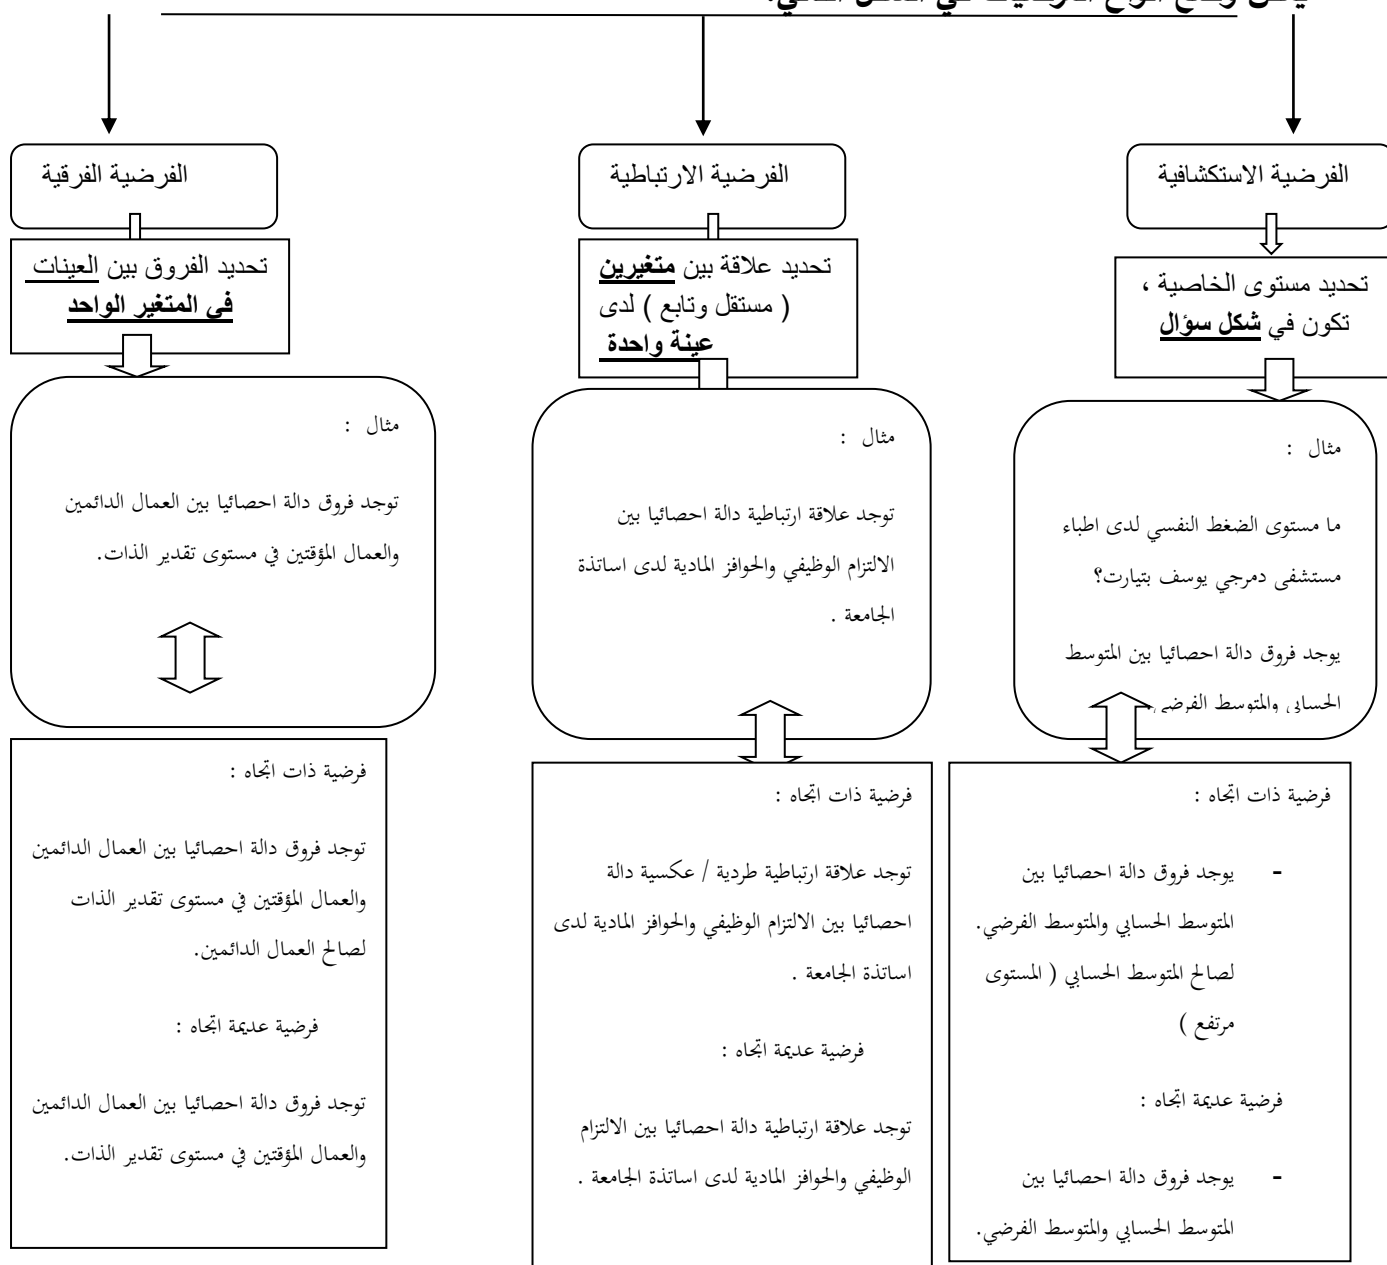 الفرضية الاستكشافية
تحديد مستوى الخاصية ،
تكون في شكل سؤال
مثال :
ما مستوى الضغط النفسي لدى اطباء
مستشفى دمرجي يوسف بتيارت؟
يوجد فروق دالة احصائيا بين المتوسط
الحسابي والمتوسط الفرضي
فرضية ذات اتجاه :
- يوجد فروق دالة احصائيا بين
المتوسط الحسابي والمتوسط الفرضي.
لصالح المتوسط الحسابي ( المستوى
مرتفع )
فرضية عديمة اتجاه :
- يوجد فروق دالة احصائيا بين
المتوسط الحسابي والمتوسط الفرضي.
الفرضية الارتباطية
تحديد علاقة بين متغيرين
( مستقل وتابع ) لدى
عينة واحدة
مثال :
توجد علاقة ارتباطية دالة احصائيا بين
الالتزام الوظيفي والحوافز المادية لدى اساتذة
الجامعة .
فرضية ذات اتجاه :
توجد علاقة ارتباطية طردية / عكسية دالة
احصائيا بين الالتزام الوظيفي والحوافز المادية لدى
اساتذة الجامعة .
فرضية عديمة اتجاه :
توجد علاقة ارتباطية دالة احصائيا بين الالتزام
الوظيفي والحوافز المادية لدى اساتذة الجامعة .
الفرضية الفرقية
تحديد الفروق بين العينات
في المتغير الواحد
مثال :
توجد فروق دالة احصائيا بين العمال الدائمين
والعمال المؤقتين في مستوى تقدير الذات.
فرضية ذات اتجاه :
توجد فروق دالة احصائيا بين العمال الدائمين
والعمال المؤقتين في مستوى تقدير الذات
لصالح العمال الدائمين.
فرضية عديمة اتجاه :
توجد فروق دالة احصائيا بين العمال الدائمين
والعمال المؤقتين في مستوى تقدير الذات.